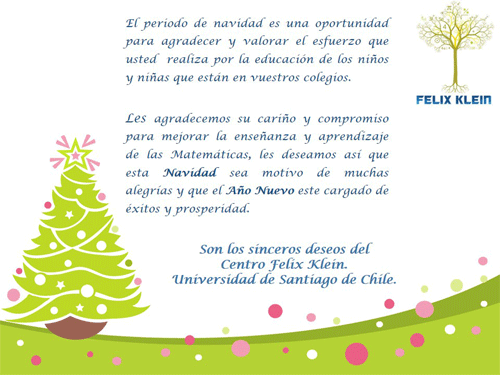 El periodo de navidad es una oportunidad
para agradecer y valorar el esfuerzo que
usted realiza por la educación de los niños
y niñas que están en vuestros colegios.
FELIX KLEIN
Les agradecemos su cariño y compromiso
para mejorar la enseñanza y aprendizaje
de las Matemáticas, les deseamos así que
esta Navidad sea motivo de muchas
alegrías y que el Año Nuevo este cargado de
éxitos y prosperidad.
Son los sinceros deseos del
Centro Felix Klein.
Universidad de Santiago de Chile.